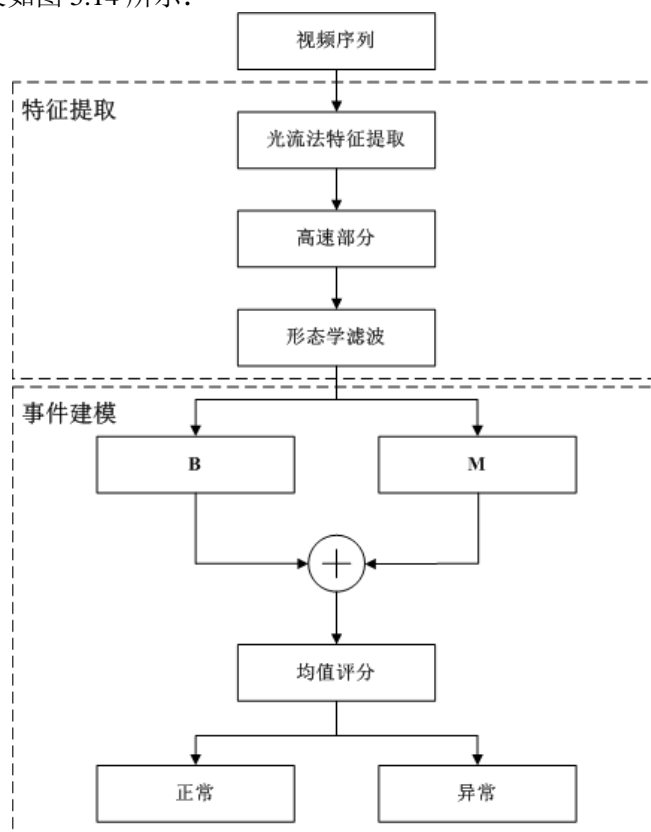 如图 3.14 所示：
视频序列
特征提取
光流法特征提取
高速部分
形态学滤波
事件建模
B
M
均值评分
正常
异常